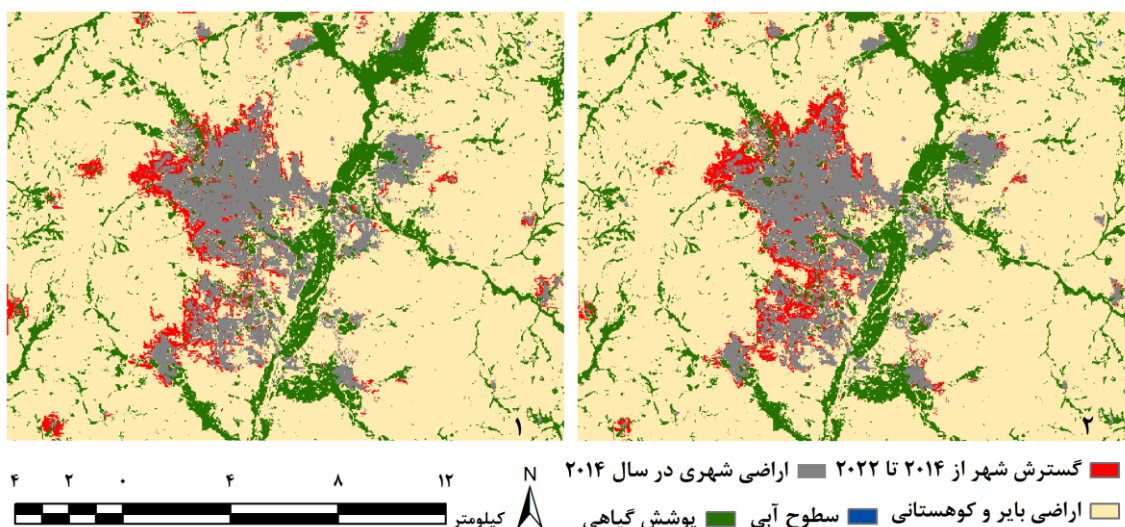 ۱
۲
گسترش شهر از ۲۰۱۴ تا ۲۰۲۲
اراضی شهری در سال ۲۰۱۴
اراضی بایر و کوهستانی
سطوح آبی
پوشش گیاهی
N
۴ ۲ ۰ ۴ ۸ ۱۲
کیلومتر